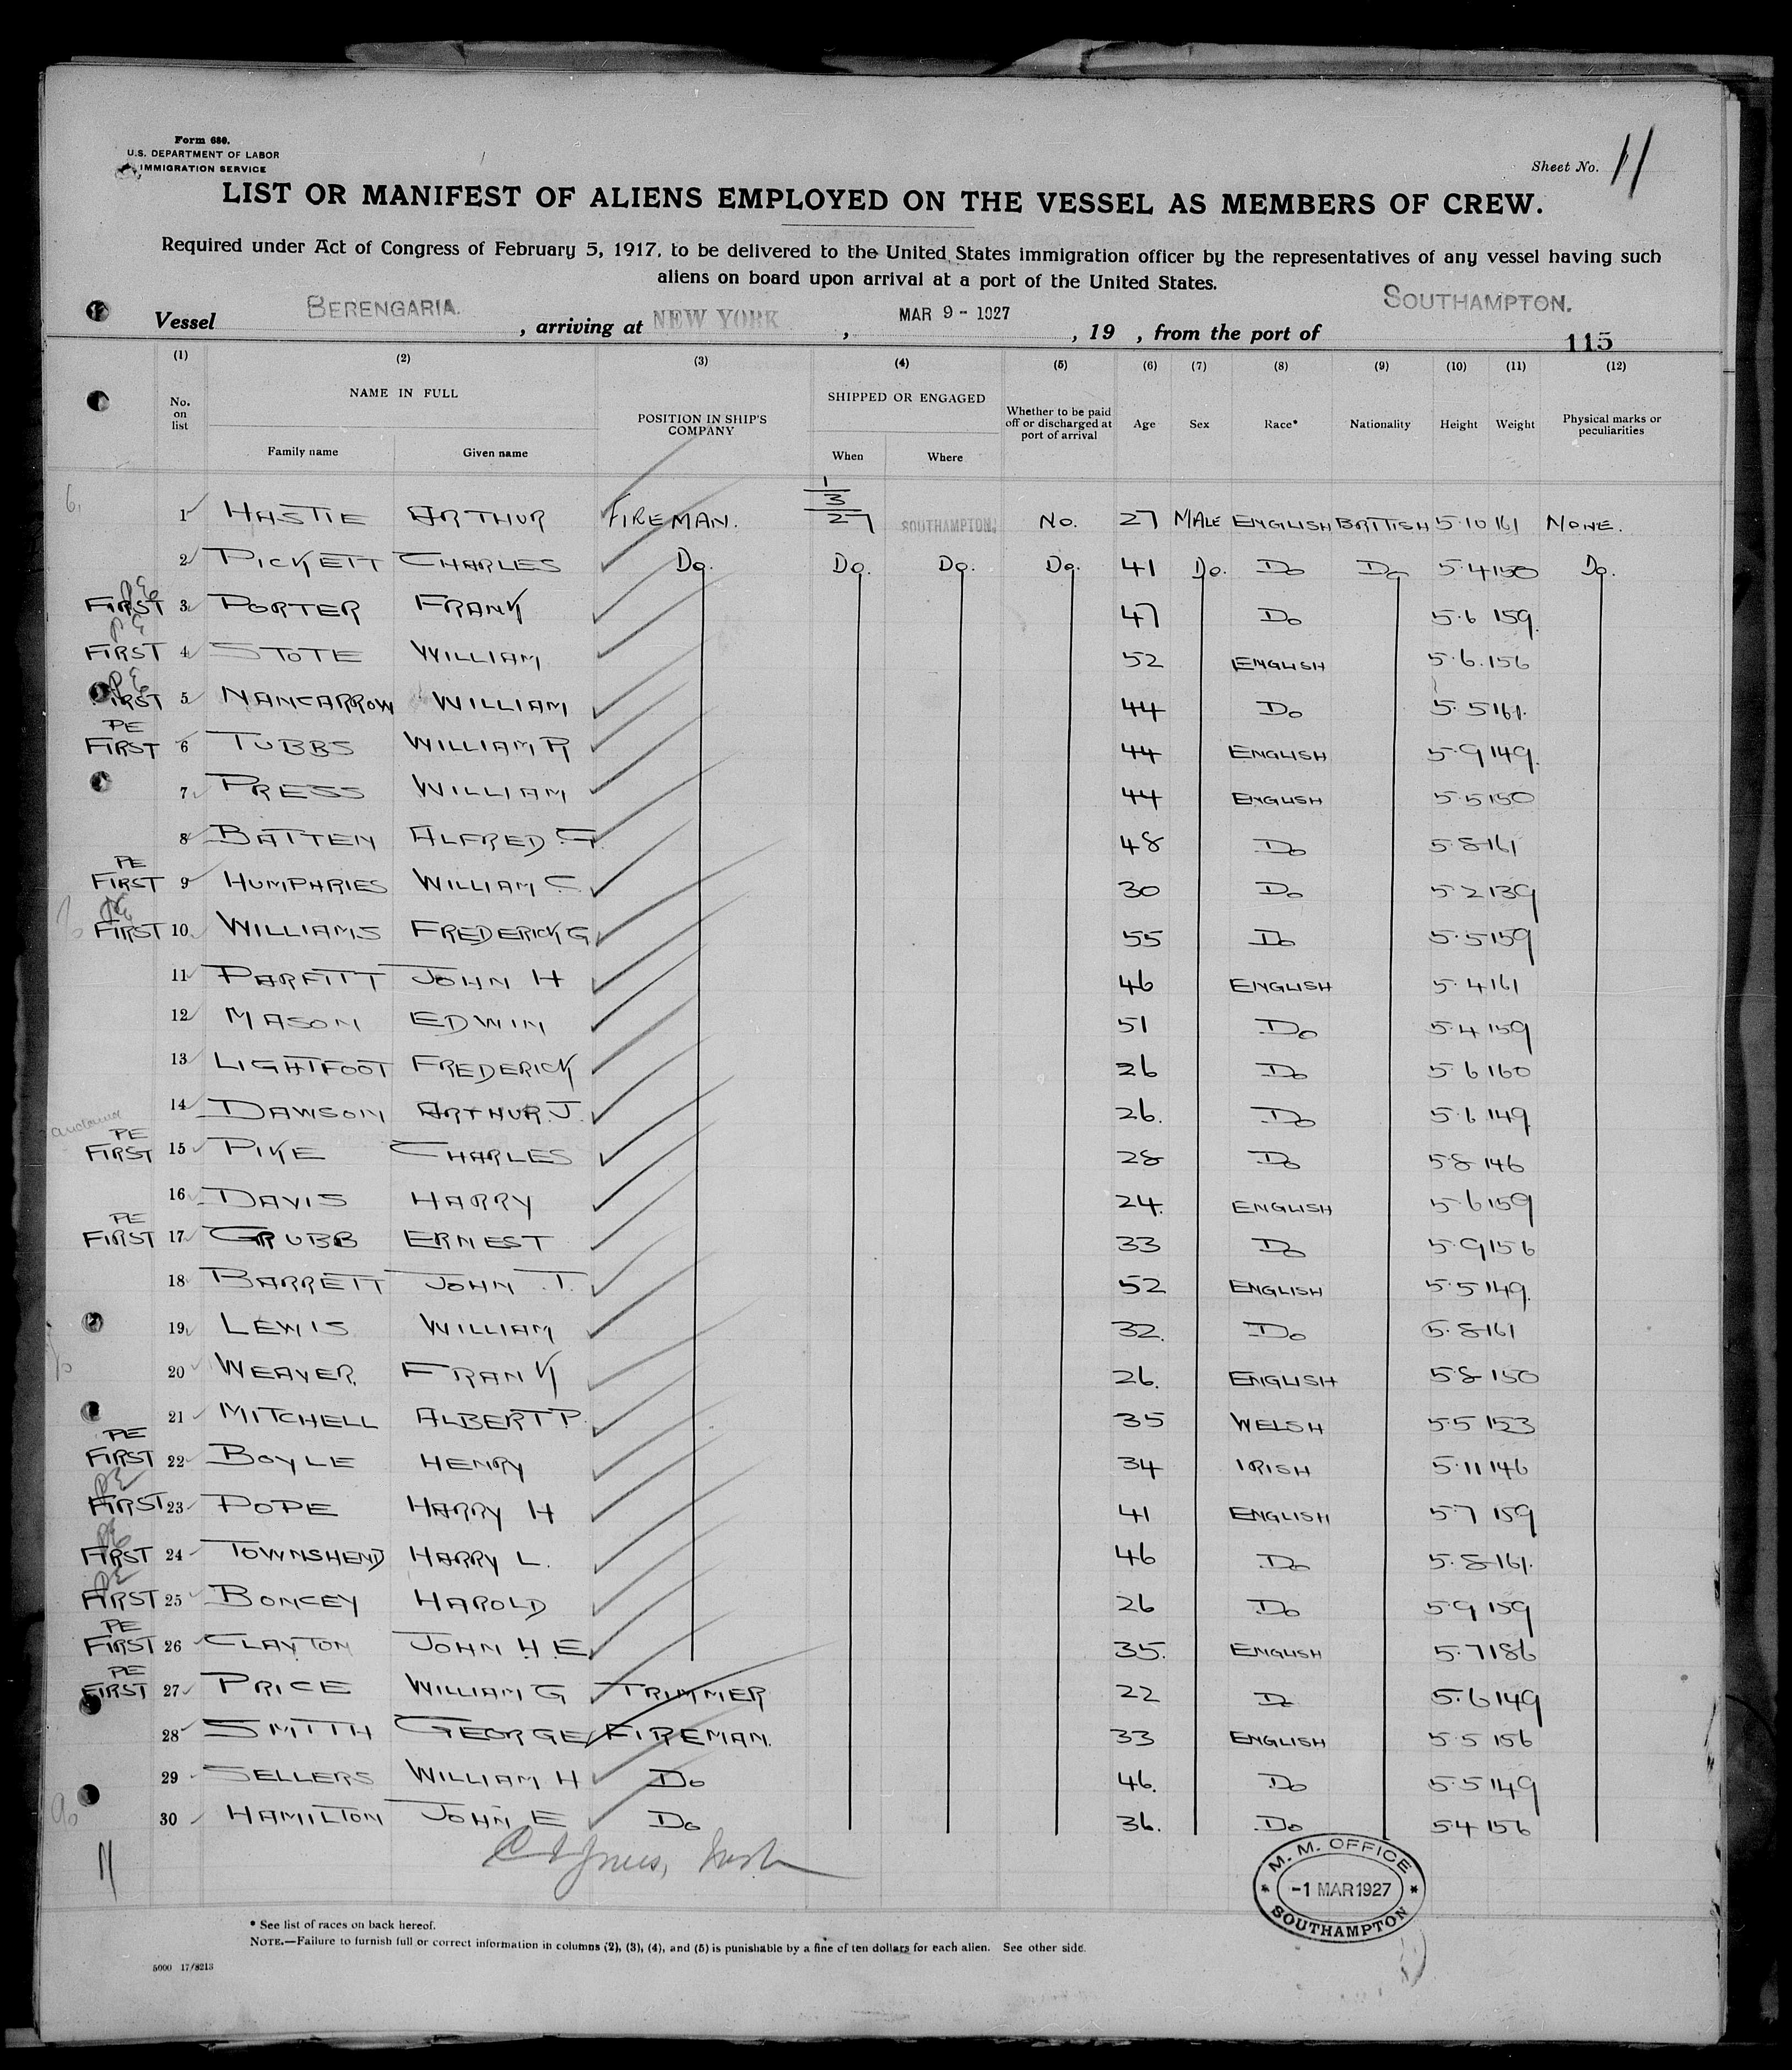 Form 680.
U.S. DEPARTMENT OF LABOR
IMMIGRATION SERVICE
Sheet No. 11
LIST OR MANIFEST OF ALIENS EMPLOYED ON THE VESSEL AS MEMBERS OF CREW.
Required under Act of Congress of February 5, 1917, to be delivered to the United States immigration officer by the representatives of any vessel having such
aliens on board upon arrival at a port of the United States.
Vessel BERENGARIA. , arriving at NEW YORK , MAR 9 - 1927 , 19 , from the port of SOUTHAMPTON.
115
(1) (2) (3) (4) (5) (6) (7) (8) (9) (10) (11) (12)
No. on list NAME IN FULL Family name Given name POSITION IN SHIP'S COMPANY SHIPPED OR ENGAGED When Where Whether to be paid off or discharged at port of arrival Age Sex Race* Nationality Height Weight Physical marks or peculiarities
1 HASTIE ARTHUR FIREMAN. 1/3/27 SOUTHAMPTON. NO. 27 MALE ENGLISH BRITISH 5.10 161 NONE.
2 PICKETT CHARLES Do. Do. Do. Do. 41 Do. Do Do 5.4 150 Do.
PE FIRST 3 PORTER FRANK 47 Do 5.6 159.
PE FIRST 4 STOTE WILLIAM 52 ENGLISH 5.6. 156
PE FIRST 5 NANCARROW WILLIAM 44 Do 5.5 161.
PE FIRST 6 TUBBS WILLIAM R 44 ENGLISH 5.9 149.
7 PRESS WILLIAM 44 ENGLISH 5.5 150
8 BATTEN ALFRED G. 48 Do 5.8 161
PE FIRST 9 HUMPHRIES WILLIAM C. 30 Do 5.2 139
PE FIRST 10 WILLIAMS FREDERICK G 55 Do 5.5 159
11 PARFITT JOHN H 46 ENGLISH 5.4 161
12 MASON EDWIN 51 Do 5.4 159
13 LIGHTFOOT FREDERICK 26 Do 5.6 160
14 DAWSON ARTHUR. J. 26. Do 5.6 149
PE FIRST 15 PIKE CHARLES 28 Do 5.8 146
16 DAVIS HARRY 24. ENGLISH 5.6 159
PE FIRST 17 GRUBB ERNEST 33 Do 5.9 156
18 BARRETT JOHN T. 52 ENGLISH 5.5 149.
19 LEWIS WILLIAM 32. Do 5.8 161
20 WEAVER. FRANK 26. ENGLISH 5.8 150
21 MITCHELL ALBERT P. 35 WELSH 5.5 153
PE FIRST 22 BOYLE HENRY 34 IRISH 5.11 146
PE FIRST 23 POPE HARRY H 41 ENGLISH 5.7 159
PE FIRST 24 TOWNSHEND HARRY L. 46 Do 5.8 161.
PE FIRST 25 BONCEY HAROLD 26 Do 5.9 159
PE FIRST 26 CLAYTON JOHN H. E. 35. ENGLISH 5.7 186
PE FIRST 27 PRICE WILLIAM G TRIMMER 22 Do 5.6 149
28 SMITH GEORGE FIREMAN. 33 ENGLISH 5.5 156
29 SELLERS WILLIAM H Do 46. Do 5.5 149
30 HAMILTON JOHN E Do 36. Do 5.4 156
11
M. M. OFFICE
-1 MAR 1927
SOUTHAMPTON
* See list of races on back hereof.
NOTE.—Failure to furnish full or correct information in columns (2), (3), (4), and (5) is punishable by a fine of ten dollars for each alien. See other side.
5000 17/8213